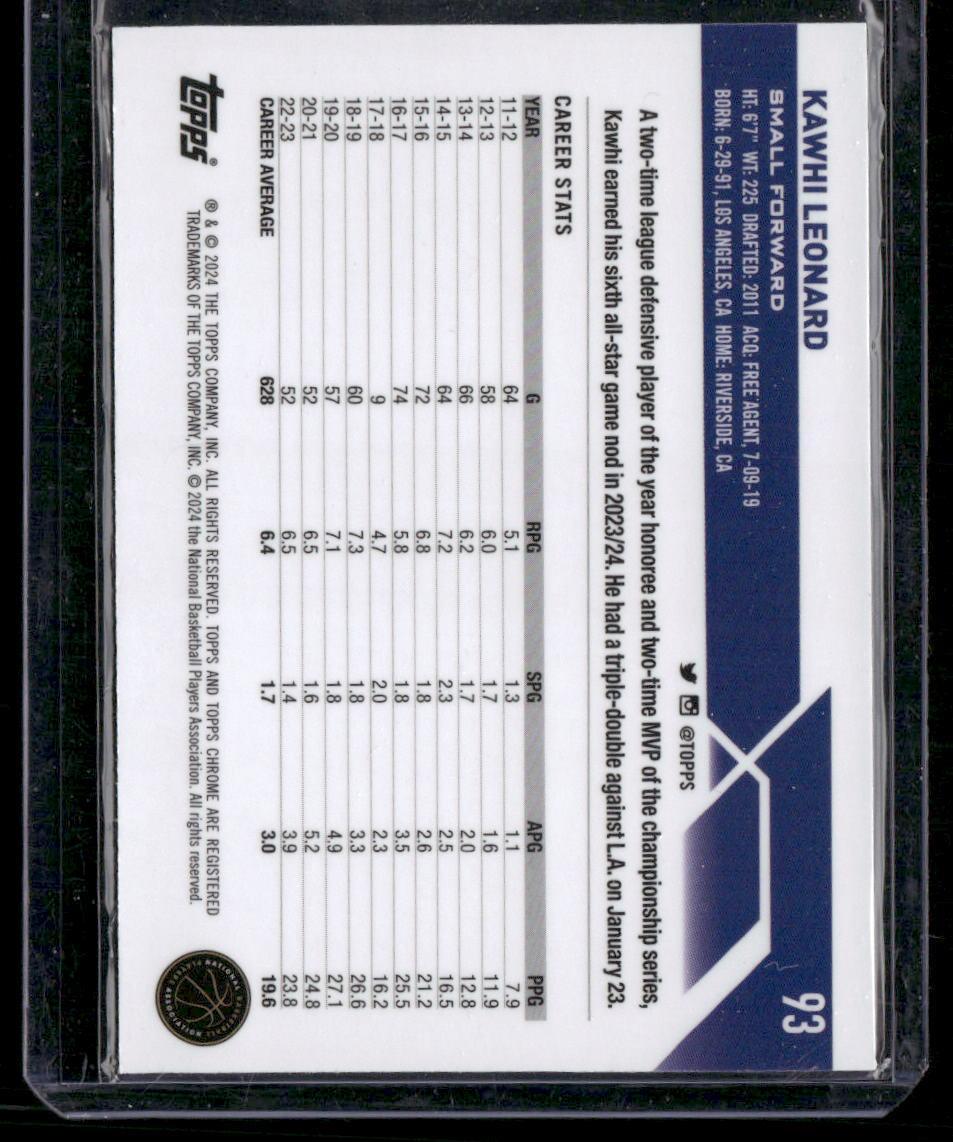 KAWHI LEONARD
93
SMALL FORWARD
HT: 6'7" WT: 225 DRAFTED: 2011 ACQ: FREE AGENT, 7-09-19
BORN: 6-29-91, LOS ANGELES, CA HOME: RIVERSIDE, CA
@TOPPS
A two-time league defensive player of the year honoree and two-time MVP of the championship series,
Kawhi earned his sixth all-star game nod in 2023/24. He had a triple-double against L.A. on January 23.
CAREER STATS
YEAR G RPG SPG APG PPG
11-12 64 5.1 1.3 1.1 7.9
12-13 58 6.0 1.7 1.6 11.9
13-14 66 6.2 1.7 2.0 12.8
14-15 64 7.2 2.3 2.5 16.5
15-16 72 6.8 1.8 2.6 21.2
16-17 74 5.8 1.8 3.5 25.5
17-18 9 4.7 2.0 2.3 16.2
18-19 60 7.3 1.8 3.3 26.6
19-20 57 7.1 1.8 4.9 27.1
20-21 52 6.5 1.6 5.2 24.8
22-23 52 6.5 1.4 3.9 23.8
CAREER AVERAGE 628 6.4 1.7 3.0 19.6
topps®
® & © 2024 THE TOPPS COMPANY, INC. ALL RIGHTS RESERVED. TOPPS AND TOPPS CHROME ARE REGISTERED
TRADEMARKS OF THE TOPPS COMPANY, INC. © 2024 the National Basketball Players Association. All rights reserved.
NATIONAL BASKETBALL PLAYERS ASSOCIATION